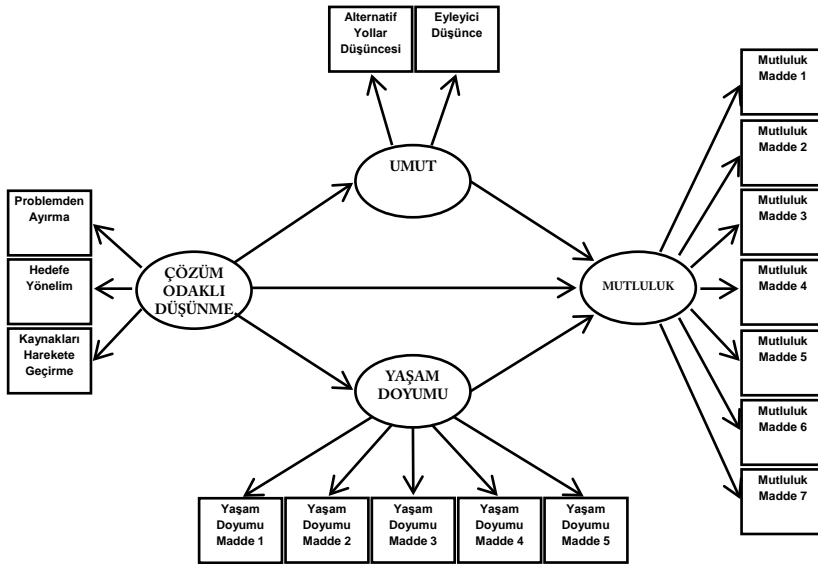 Alternatif
Yollar
Düşüncesi
Eyleyici
Düşünce
Mutluluk
Madde 1
Mutluluk
Madde 2
Mutluluk
Madde 3
Mutluluk
Madde 4
Mutluluk
Madde 5
Mutluluk
Madde 6
Mutluluk
Madde 7
UMUT
Problemden
Ayırma
Hedefe
Yönelim
Kaynakları
Harekete
Geçirme
ÇÖZÜM
ODAKLI
DÜŞÜNME
MUTLULUK
YAŞAM
DOYUMU
Yaşam
Doyumu
Madde 1
Yaşam
Doyumu
Madde 2
Yaşam
Doyumu
Madde 3
Yaşam
Doyumu
Madde 4
Yaşam
Doyumu
Madde 5